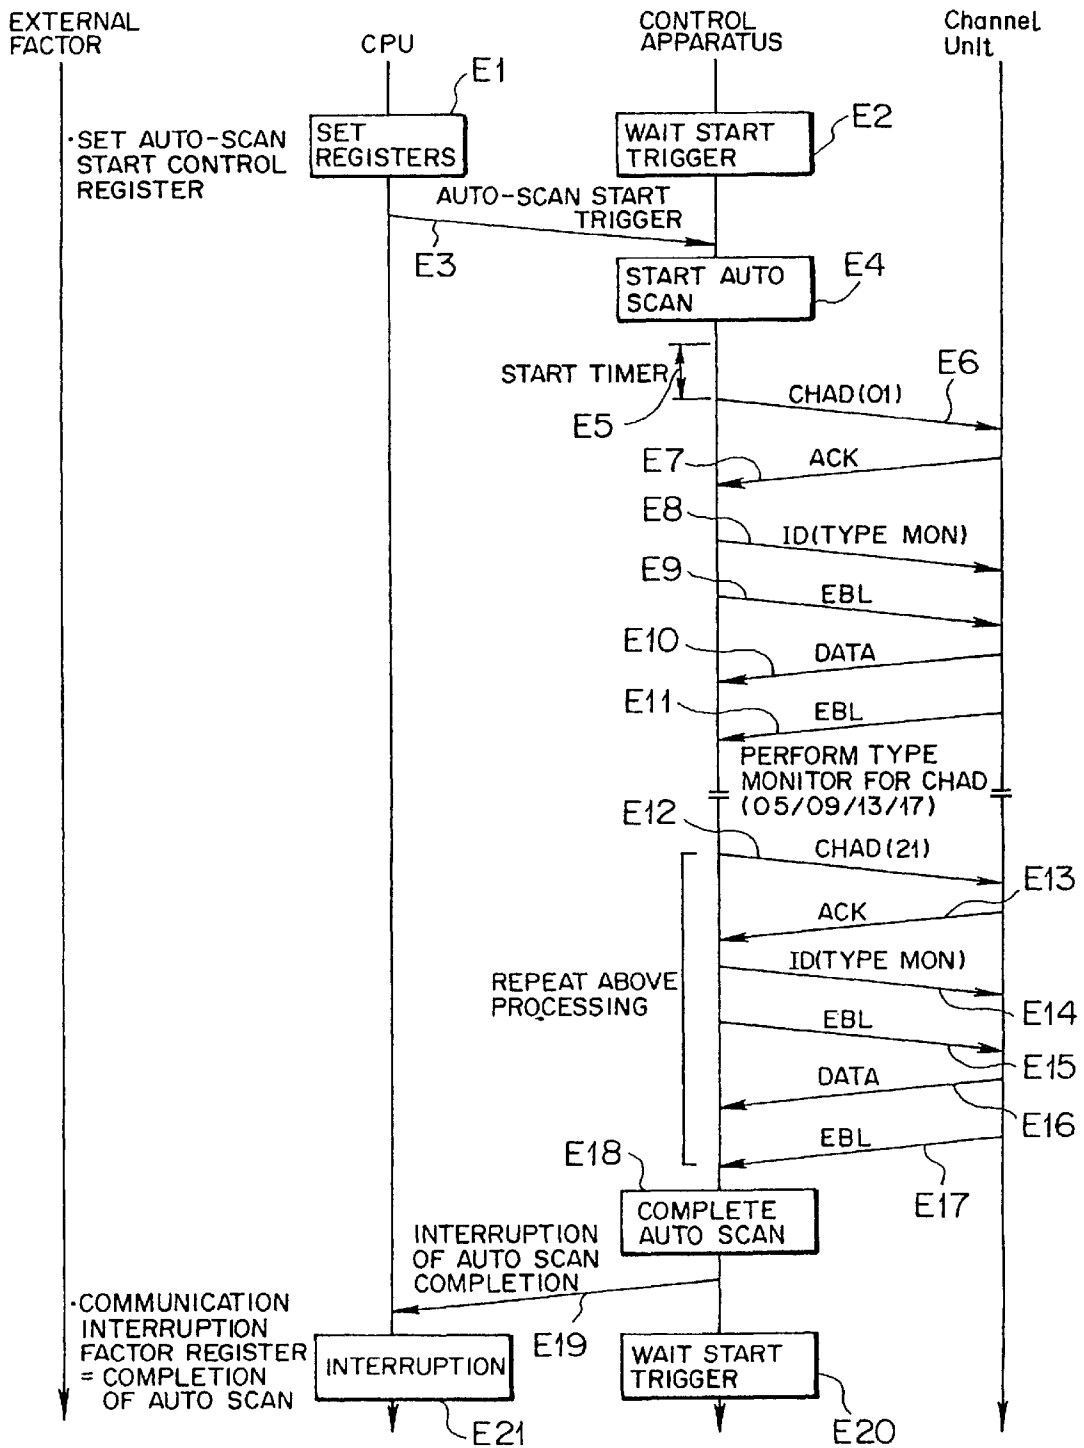 EXTERNAL
FACTOR
CPU
CONTROL
APPARATUS
Channel
Unit
E1
·SET AUTO-SCAN
START CONTROL
REGISTER
SET
REGISTERS
WAIT START
TRIGGER
E2
AUTO-SCAN START
TRIGGER
E3
START AUTO
SCAN
E4
START TIMER
E5
CHAD(01)
E6
E7
ACK
E8
ID(TYPE MON)
E9
EBL
E10
DATA
E11
EBL
PERFORM TYPE
MONITOR FOR CHAD
(05/09/13/17)
E12
CHAD(21)
E13
ACK
REPEAT ABOVE
PROCESSING
ID(TYPE MON)
E14
EBL
E15
DATA
E16
EBL
E17
E18
COMPLETE
AUTO SCAN
INTERRUPTION
OF AUTO SCAN
COMPLETION
E19
·COMMUNICATION
INTERRUPTION
FACTOR REGISTER
= COMPLETION
OF AUTO SCAN
INTERRUPTION
E21
WAIT START
TRIGGER
E20